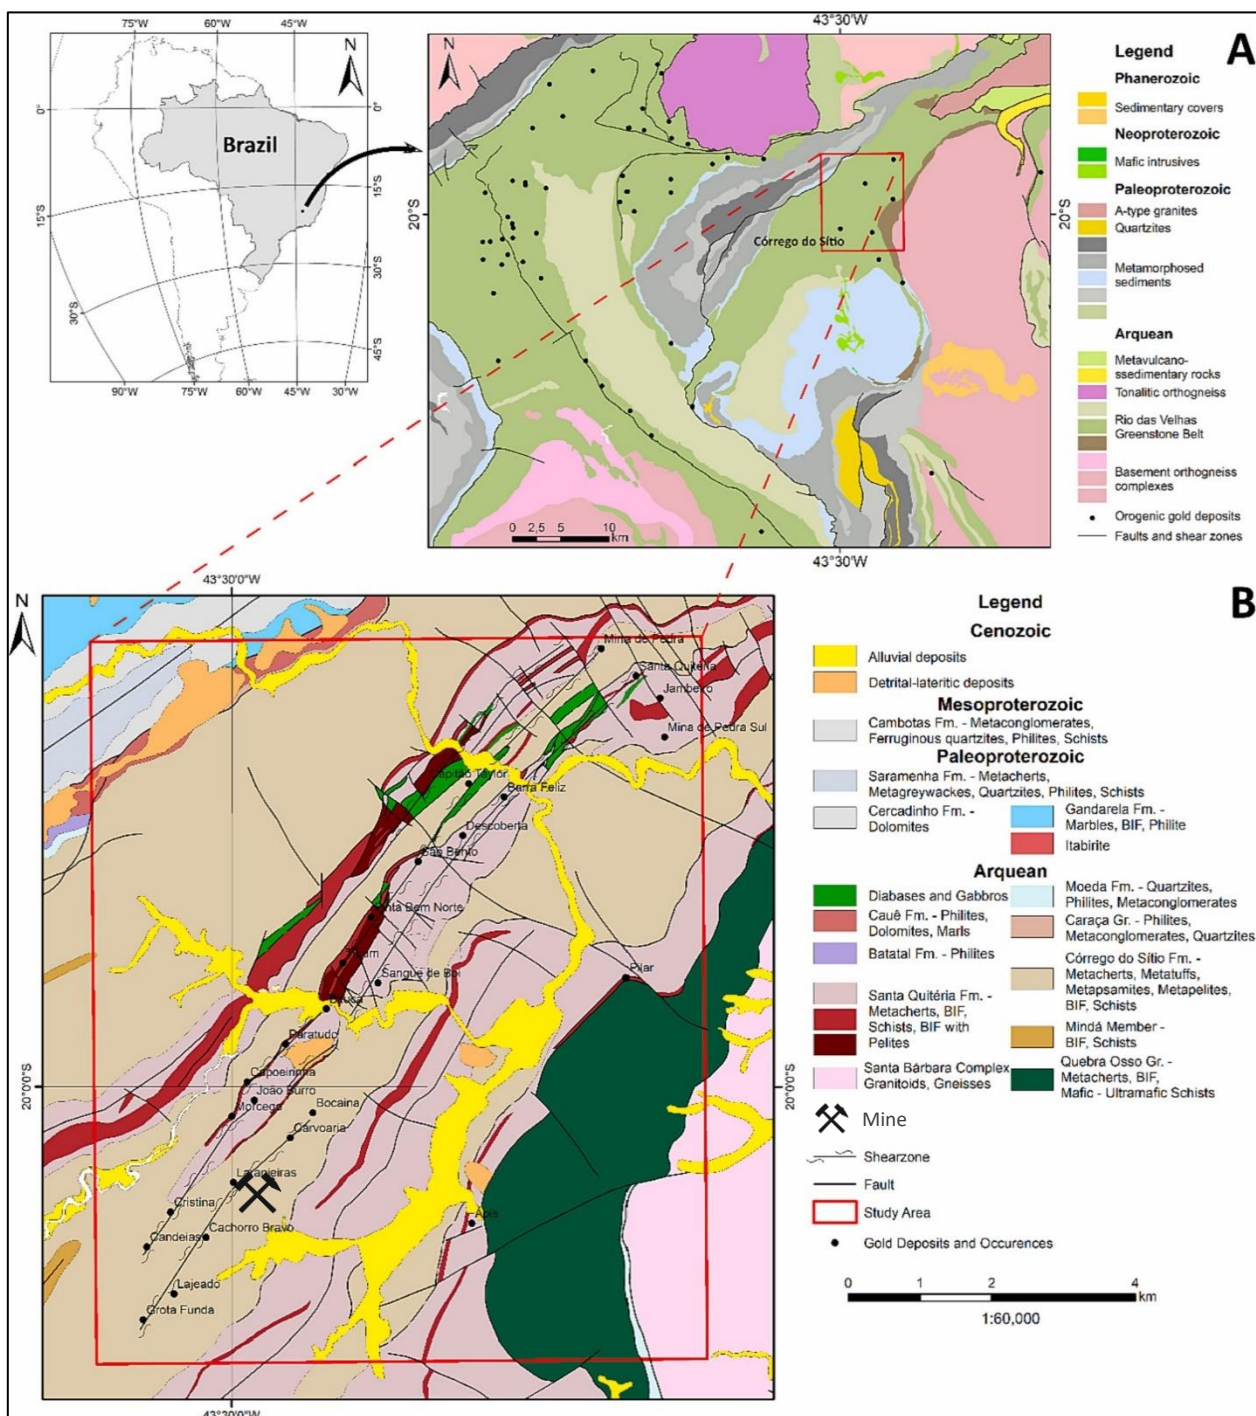 75°W
60°W
45°W
N
0°
0°
Brazil
15°S
15°S
30°S
30°S
45°S
90°W
75°W
60°W
45°W
30°W
43°30'W
N
A
20°S
20°S
Córrego do Sítio
0 2,5 5 10
km
43°30'W
Legend
Phanerozoic
Sedimentary covers
Neoproterozoic
Mafic intrusives
Paleoproterozoic
A-type granites
Quartzites
Metamorphosed
sediments
Arquean
Metavulcano-
ssedimentary rocks
Tonalitic orthogneiss
Rio das Velhas
Greenstone Belt
Basement orthogneiss
complexes
Orogenic gold deposits
Faults and shear zones
43°30'0"W
N
B
Mina de Pedra
Santa Quitéria
Jambeiro
Mina de Pedra Sul
Barra Feliz
Descoberta
São Bento
Sangue de Boi
Pilar
Paratudo
Capoeirinha
João Burro
Morcego
Bocaina
Carvoaria
Laranjeiras
Cristina
Cachorro Bravo
Candeias
Lajeado
Grota Funda
20°0'0"S
43°30'0"W
Legend
Cenozoic
Alluvial deposits
Detrital-lateritic deposits
Mesoproterozoic
Cambotas Fm. - Metaconglomerates,
Ferruginous quartzites, Philites, Schists
Paleoproterozoic
Saramenha Fm. - Metacherts,
Metagreywackes, Quartzites, Philites, Schists
Cercadinho Fm. -
Dolomites
Gandarela Fm. -
Marbles, BIF, Philite
Itabirite
Arquean
Diabases and Gabbros
Cauê Fm. - Philites,
Dolomites, Marls
Batatal Fm. - Philites
Santa Quitéria Fm. -
Metacherts, BIF,
Schists, BIF with
Pelites
Santa Bárbara Complex
Granitoids, Gneisses
Moeda Fm. - Quartzites,
Philites, Metaconglomerates
Caraça Gr. - Philites,
Metaconglomerates, Quartzites
Córrego do Sítio Fm. -
Metacherts, Metatuffs,
Metapsamites, Metapelites,
BIF, Schists
Mindá Member -
BIF, Schists
Quebra Osso Gr. -
Metacherts, BIF,
Mafic - Ultramafic Schists
Mine
Shearzone
Fault
Study Area
Gold Deposits and Occurences
0 1 2 4
km
1:60,000